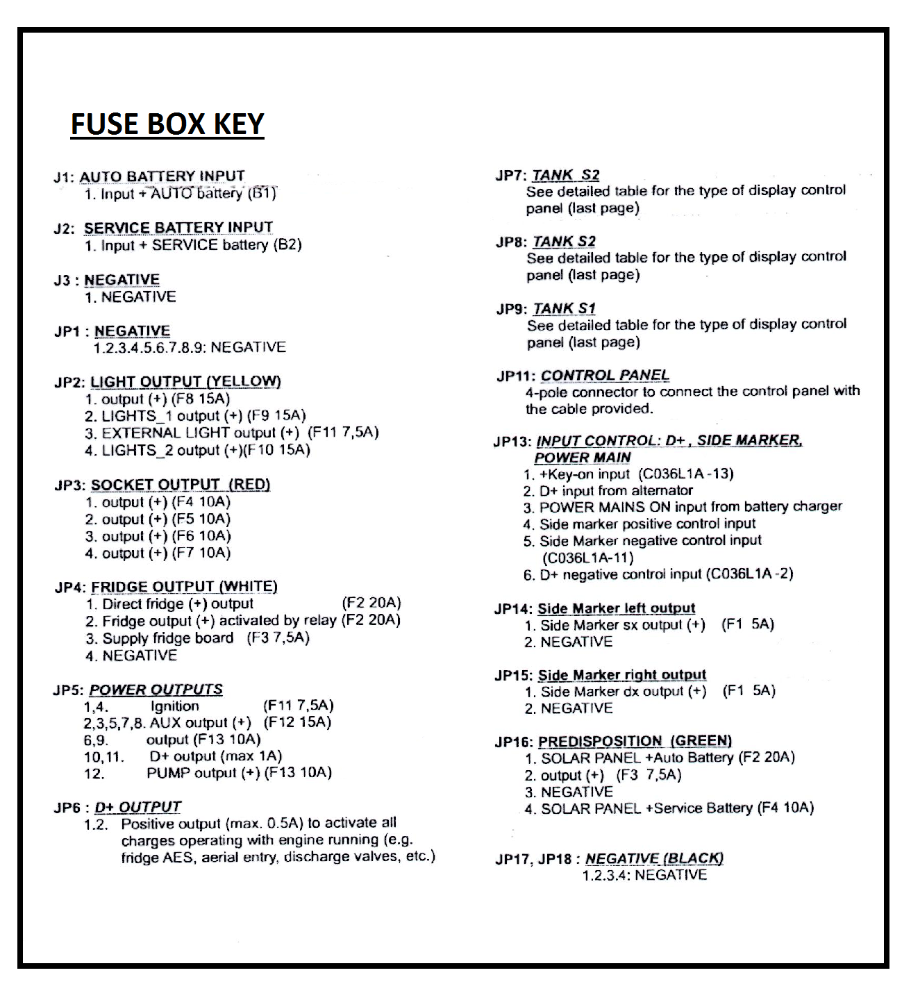 FUSE BOX KEY
J1: AUTO BATTERY INPUT
1. Input + AUTO battery (B1)
J2: SERVICE BATTERY INPUT
1. Input + SERVICE battery (B2)
J3 : NEGATIVE
1. NEGATIVE
JP1 : NEGATIVE
1.2.3.4.5.6.7.8.9: NEGATIVE
JP2: LIGHT OUTPUT (YELLOW)
1. output (+) (F8 15A)
2. LIGHTS_1 output (+) (F9 15A)
3. EXTERNAL LIGHT output (+) (F11 7,5A)
4. LIGHTS_2 output (+)(F10 15A)
JP3: SOCKET OUTPUT (RED)
1. output (+) (F4 10A)
2. output (+) (F5 10A)
3. output (+) (F6 10A)
4. output (+) (F7 10A)
JP4: FRIDGE OUTPUT (WHITE)
1. Direct fridge (+) output (F2 20A)
2. Fridge output (+) activated by relay (F2 20A)
3. Supply fridge board (F3 7,5A)
4. NEGATIVE
JP5: POWER OUTPUTS
1,4. Ignition (F11 7,5A)
2,3,5,7,8. AUX output (+) (F12 15A)
6,9. output (F13 10A)
10,11. D+ output (max 1A)
12. PUMP output (+) (F13 10A)
JP6 : D+ OUTPUT
1.2. Positive output (max. 0.5A) to activate all
charges operating with engine running (e.g.
fridge AES, aerial entry, discharge valves, etc.)
JP7: TANK S2
See detailed table for the type of display control
panel (last page)
JP8: TANK S2
See detailed table for the type of display control
panel (last page)
JP9: TANK S1
See detailed table for the type of display control
panel (last page)
JP11: CONTROL PANEL
4-pole connector to connect the control panel with
the cable provided.
JP13: INPUT CONTROL: D+, SIDE MARKER,
POWER MAIN
1. +Key-on input (C036L1A-13)
2. D+ input from alternator
3. POWER MAINS ON input from battery charger
4. Side marker positive control input
5. Side Marker negative control input
(C036L1A-11)
6. D+ negative control input (C036L1A-2)
JP14: Side Marker left output
1. Side Marker sx output (+) (F1 5A)
2. NEGATIVE
JP15: Side Marker right output
1. Side Marker dx output (+) (F1 5A)
2. NEGATIVE
JP16: PREDISPOSITION (GREEN)
1. SOLAR PANEL +Auto Battery (F2 20A)
2. output (+) (F3 7,5A)
3. NEGATIVE
4. SOLAR PANEL +Service Battery (F4 10A)
JP17, JP18 : NEGATIVE (BLACK)
1.2.3.4: NEGATIVE